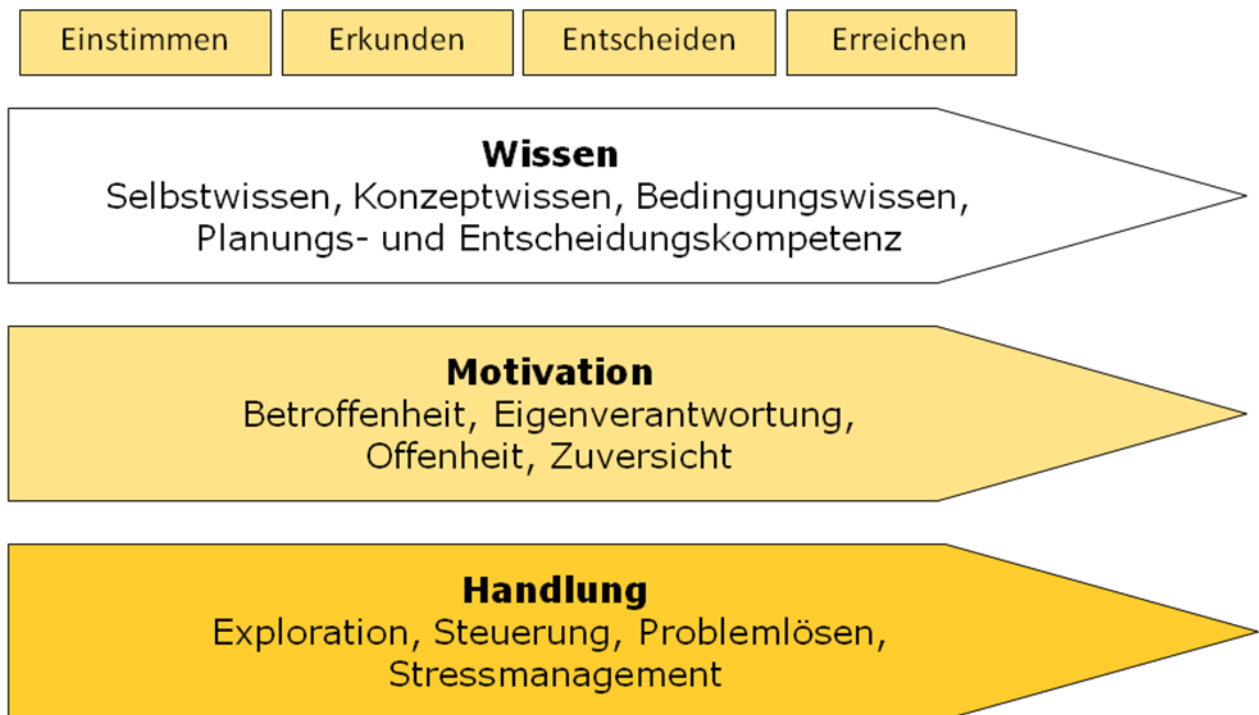 Einstimmen Erkunden Entscheiden Erreichen
Wissen
Selbstwissen, Konzeptwissen, Bedingungswissen,
Planungs- und Entscheidungskompetenz
Motivation
Betroffenheit, Eigenverantwortung,
Offenheit, Zuversicht
Handlung
Exploration, Steuerung, Problemlösen,
Stressmanagement